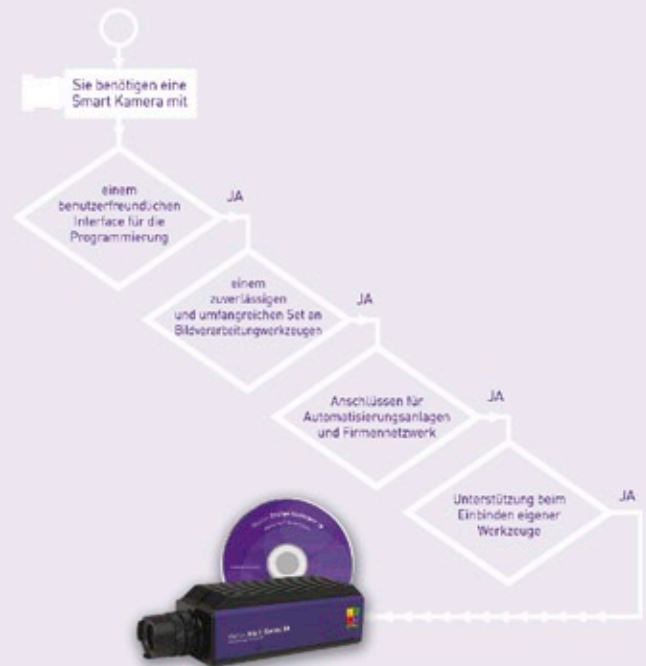 Sie benötigen eine
Smart Kamera mit
einem
benutzerfreundlichen
Interface für die
Programmierung
JA
einem
zuverlässigen
und umfangreichen Set an
Bildverarbeitungwerkzeugen
JA
Anschlüssen für
Automatisierungsanlagen
und Firmennetzwerk
JA
Unterstützung beim
Einbinden eigener
Werkzeuge
JA